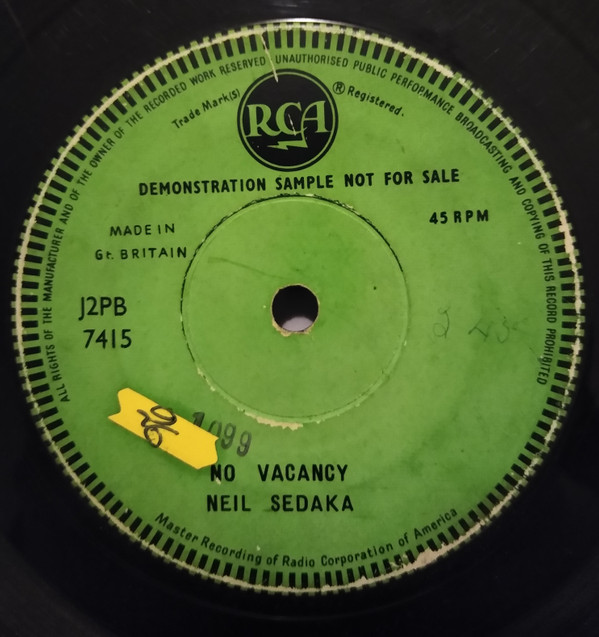 ALL RIGHTS OF THE MANUFACTURER AND OF THE OWNER OF THE RECORDED WORK RESERVED UNAUTHORISED PUBLIC PERFORMANCE BROADCASTING AND COPYING OF THIS RECORD PROHIBITED
Trade Mark(s) RCA ® Registered.
DEMONSTRATION SAMPLE NOT FOR SALE
45 RPM
MADE IN
Gt. BRITAIN
J2PB
7415
NO VACANCY
NEIL SEDAKA
Master Recording of Radio Corporation of America